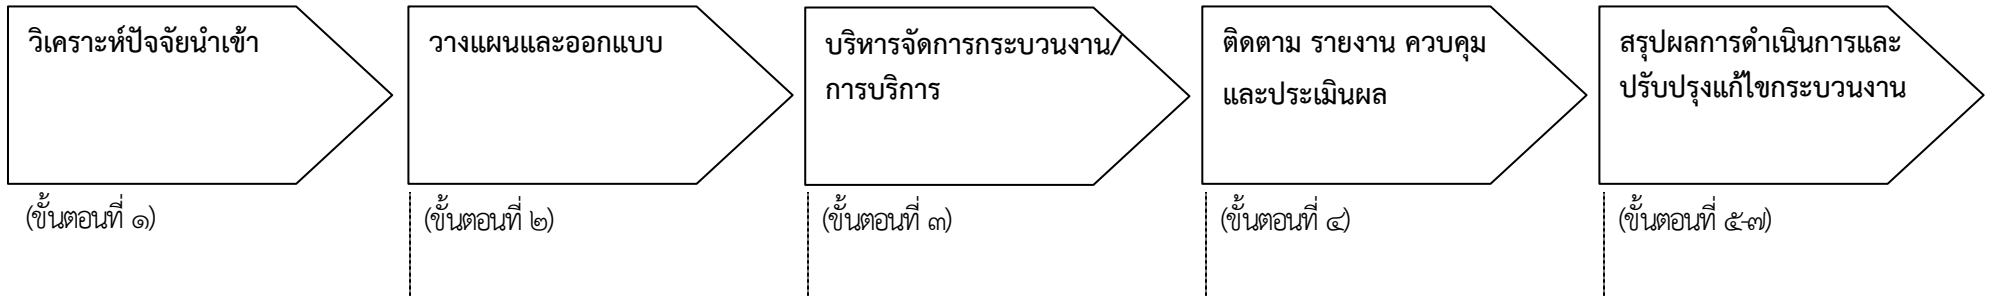 วิเคราะห์ปัจจัยนำเข้า
วางแผนและออกแบบ
บริหารจัดการกระบวนงาน/
การบริการ
ติดตาม รายงาน ควบคุม
และประเมินผล
สรุปผลการดำเนินการและ
ปรับปรุงแก้ไขกระบวนงาน
(ขั้นตอนที่ ๑)
(ขั้นตอนที่ ๒)
(ขั้นตอนที่ ๓)
(ขั้นตอนที่ ๔)
(ขั้นตอนที่ ๕-๗)